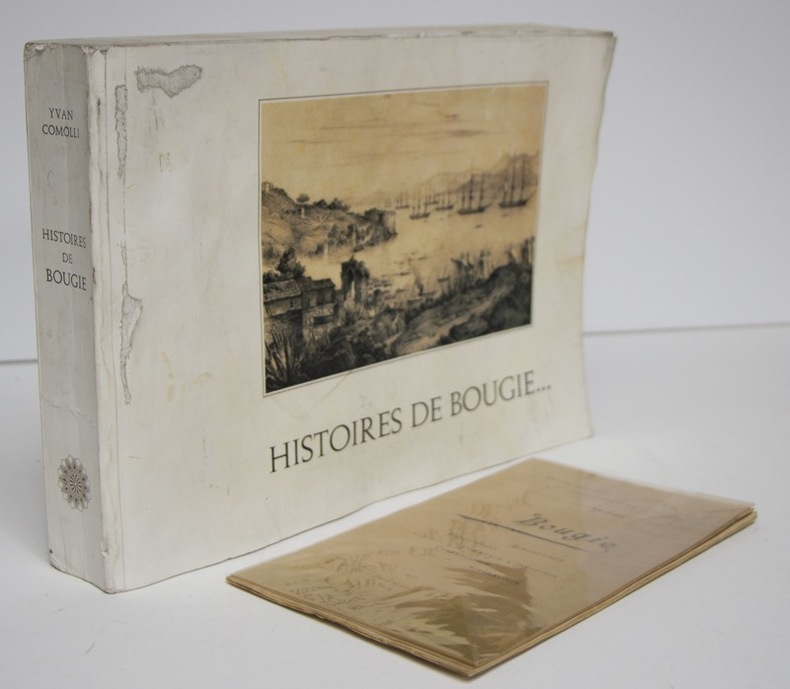 YVAN
COMOLLI
HISTOIRES
DE
BOUGIE
HISTOIRES DE BOUGIE...
Bougie